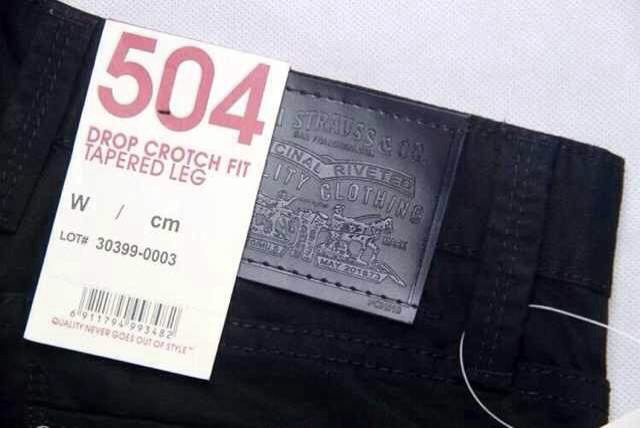 504
DROP CROTCH FIT
TAPERED LEG
W / cm
LOT# 30399-0003
6 911794 993482
QUALITY NEVER GOES OUT OF STYLE™
STRAUSS & CO.
RIVETED
CLOTHING
MAY 20 1873